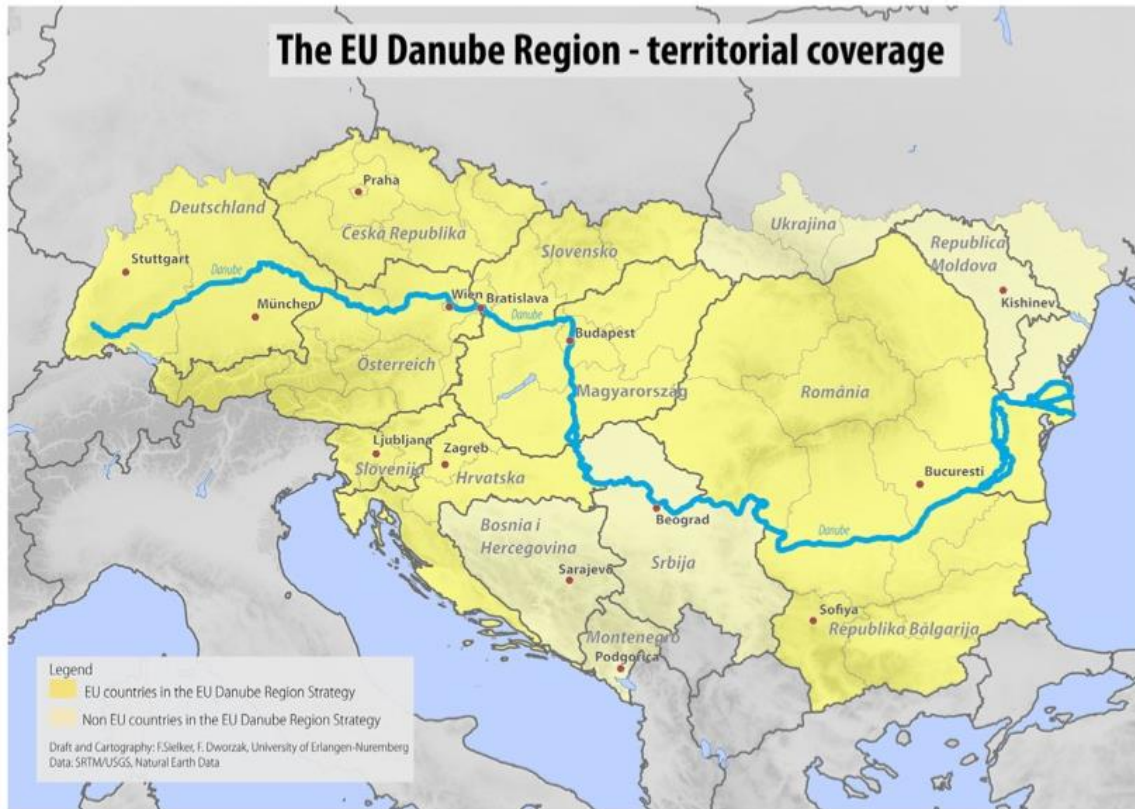 The EU Danube Region - territorial coverage
Praha
Deutschland
Česka Republika
Ukrajina
Slovensko
Republica
Moldova
Stuttgart
Danube
Kishinev
München
Wien
Bratislava
Danube
Budapest
Österreich
Magyarország
România
Ljubljana
Zagreb
Slovenija
Hrvatska
Bucuresti
Beograd
Danube
Bosnia i
Hercegovina
Srbija
Sarajevo
Sofiya
Republika Bălgarija
Montenegro
Podgorica
Legend
EU countries in the EU Danube Region Strategy
Non EU countries in the EU Danube Region Strategy
Draft and Cartography: F.Sielker, F. Dworzak, University of Erlangen-Nuremberg
Data: SRTM/USGS, Natural Earth Data